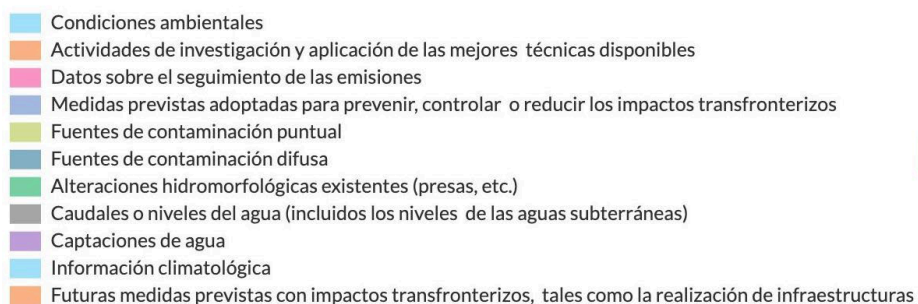 Condiciones ambientales
Actividades de investigación y aplicación de las mejores técnicas disponibles
Datos sobre el seguimiento de las emisiones
Medidas previstas adoptadas para prevenir, controlar o reducir los impactos transfronterizos
Fuentes de contaminación puntual
Fuentes de contaminación difusa
Alteraciones hidromorfológicas existentes (presas, etc.)
Caudales o niveles del agua (incluidos los niveles de las aguas subterráneas)
Captaciones de agua
Información climatológica
Futuras medidas previstas con impactos transfronterizos, tales como la realización de infraestructuras